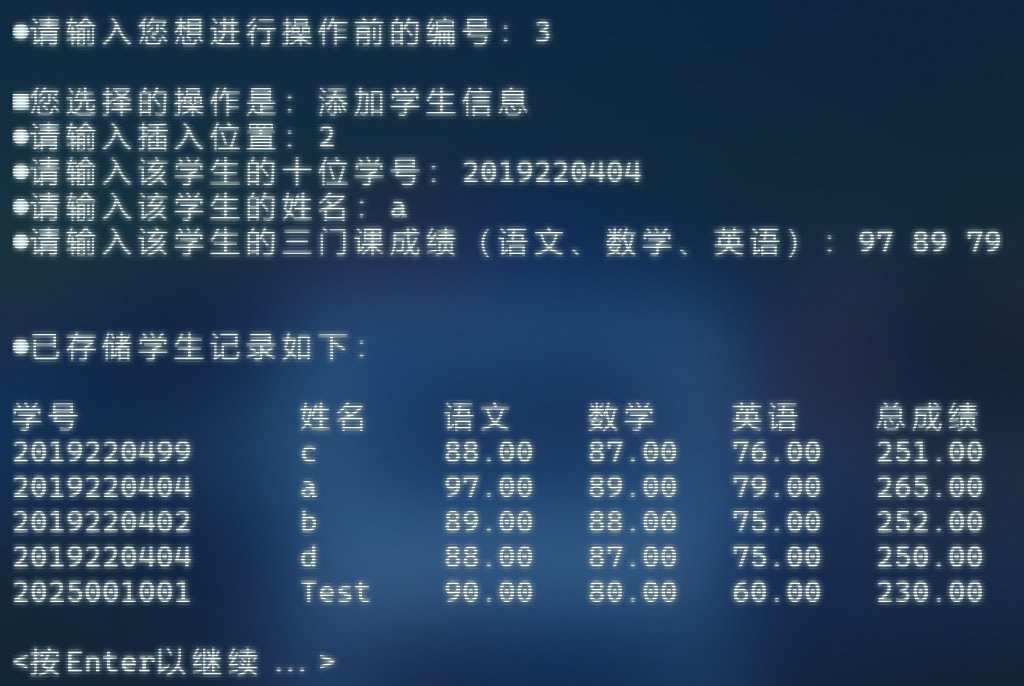 ●请输入您想进行操作前的编号：3
■您选择的操作是：添加学生信息
●请输入插入位置：2
●请输入该学生的十位学号：2019220404
●请输入该学生的姓名：a
●请输入该学生的三门课成绩（语文、数学、英语）：97 89 79
●已存储学生记录如下：
学号 姓名 语文 数学 英语 总成绩
2019220499 c 88.00 87.00 76.00 251.00
2019220404 a 97.00 89.00 79.00 265.00
2019220402 b 89.00 88.00 75.00 252.00
2019220404 d 88.00 87.00 75.00 250.00
2025001001 Test 90.00 80.00 60.00 230.00
<按Enter以继续 ...>